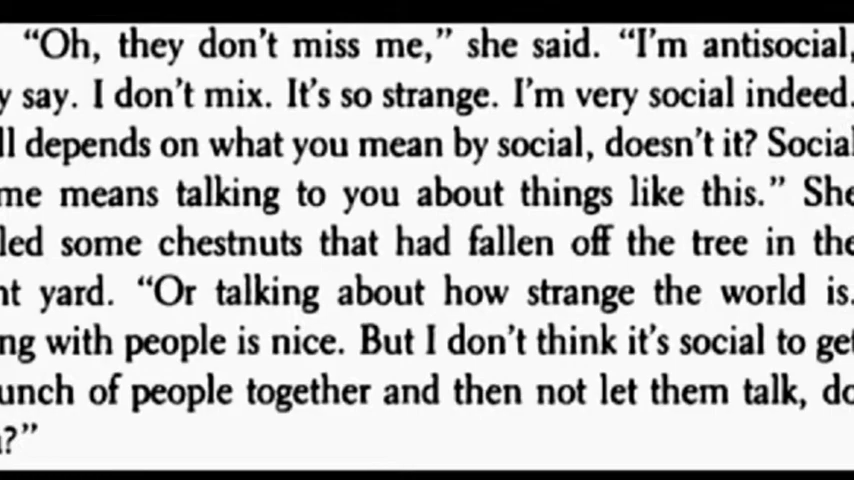 “Oh, they don’t miss me,” she said. “I’m antisocial,
y say. I don’t mix. It’s so strange. I’m very social indeed.
ll depends on what you mean by social, doesn’t it? Social
me means talking to you about things like this.” She
led some chestnuts that had fallen off the tree in the
nt yard. “Or talking about how strange the world is.
ng with people is nice. But I don’t think it’s social to get
unch of people together and then not let them talk, do
?”